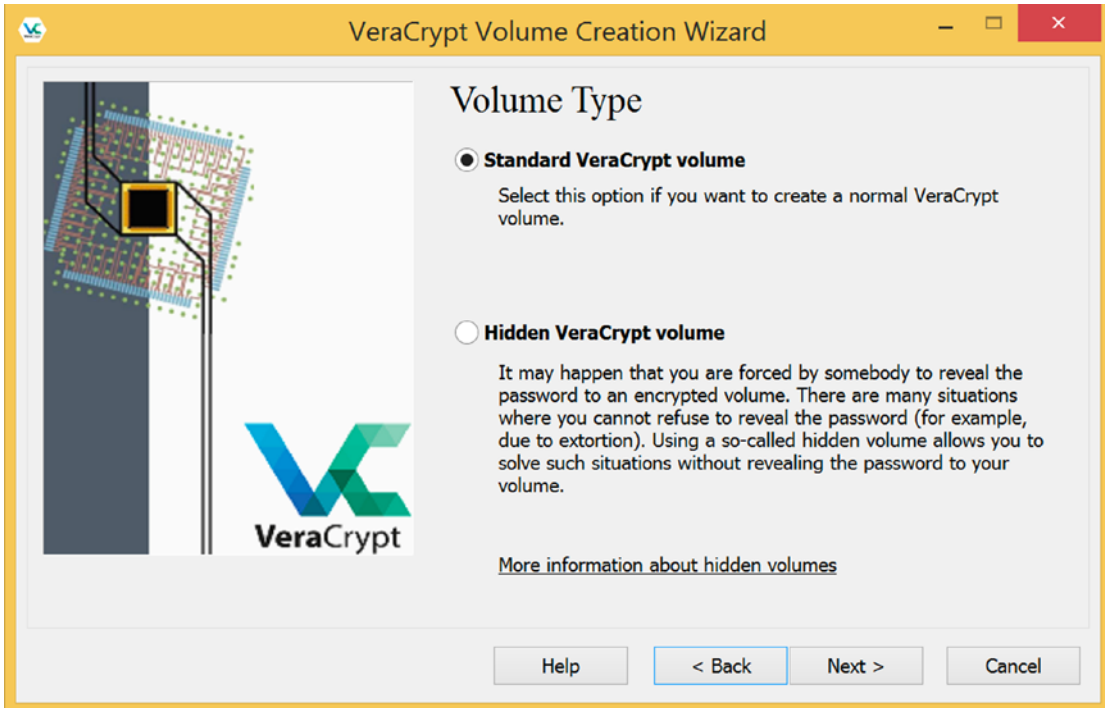 VeraCrypt Volume Creation Wizard
Volume Type
Standard VeraCrypt volume
Select this option if you want to create a normal VeraCrypt
volume.
Hidden VeraCrypt volume
It may happen that you are forced by somebody to reveal the
password to an encrypted volume. There are many situations
where you cannot refuse to reveal the password (for example,
due to extortion). Using a so-called hidden volume allows you to
solve such situations without revealing the password to your
volume.
VeraCrypt
More information about hidden volumes
Help
< Back
Next >
Cancel